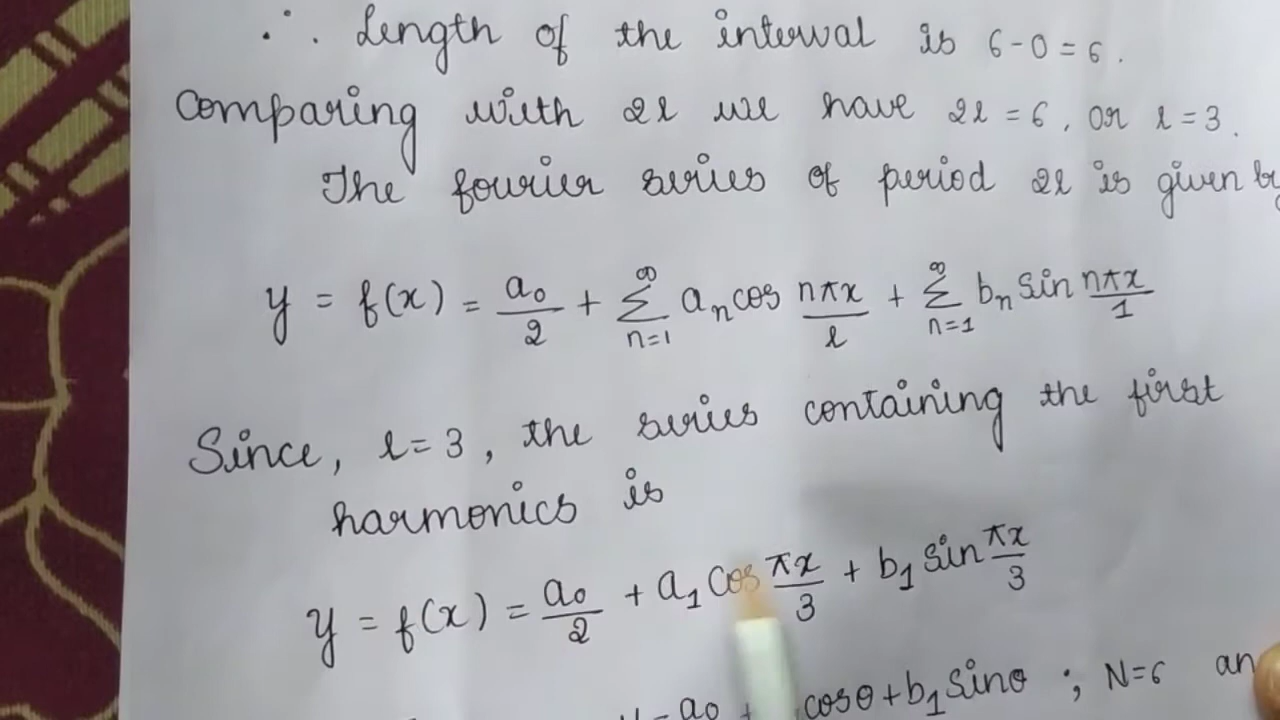 ∴ Length of the interval is 6-0=6.
Comparing with 2l we have 2l=6, or l=3.
The fourier series of period 2l is given by
y = f(x) = a₀/2 + ∑_{n=1}^{∞} aₙ cos nπx/l + ∑_{n=1}^{∞} bₙ sin nπx/1
Since, l=3, the series containing the first
harmonics is
y = f(x) = a₀/2 + a₁ cos πx/3 + b₁ sin πx/3
a₀ + cosθ+b₁ sinθ ; N=6